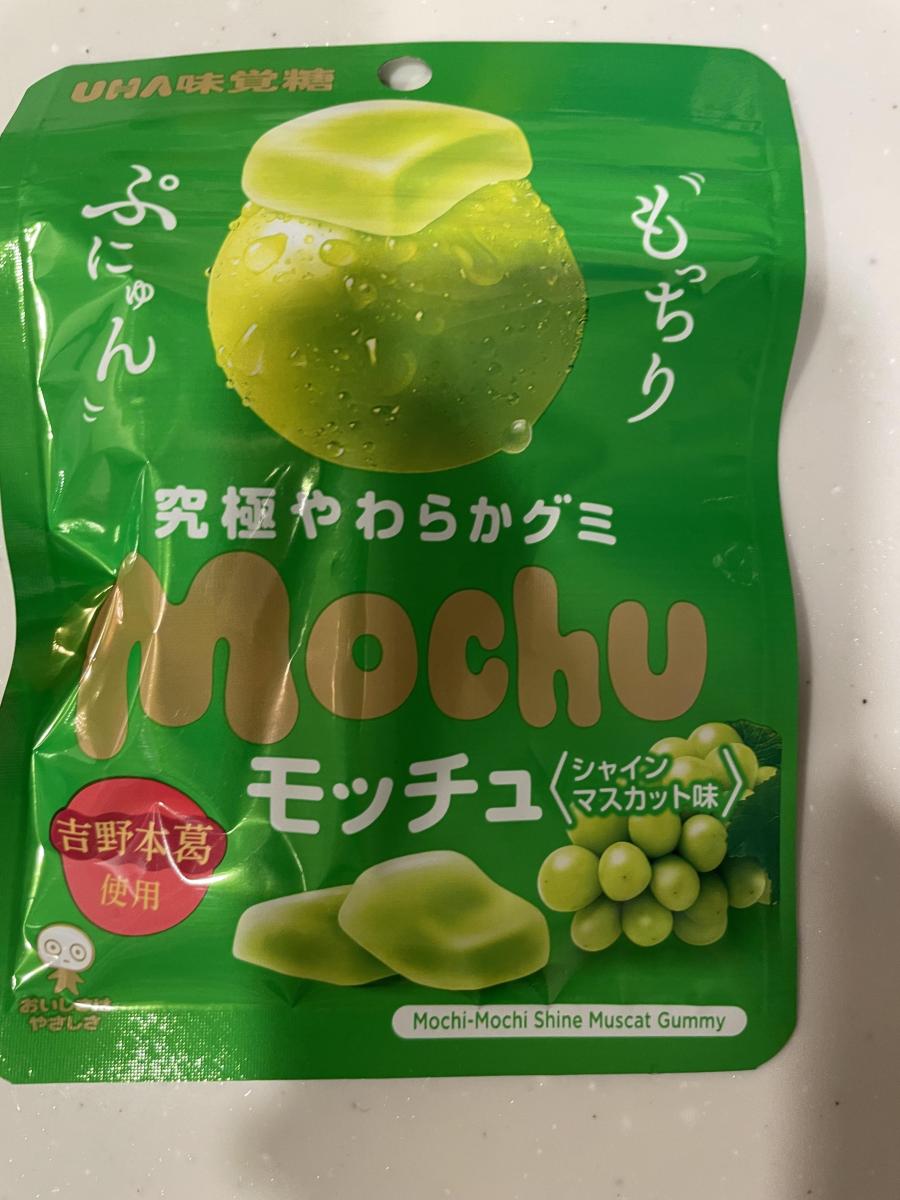 UHA味覚糖
もっちり
ぷにゅん
究極やわらかグミ
Mochu
モッチュ
〈シャイン
マスカット味〉
吉野本葛
使用
おいしさは
やさしさ
Mochi-Mochi Shine Muscat Gummy